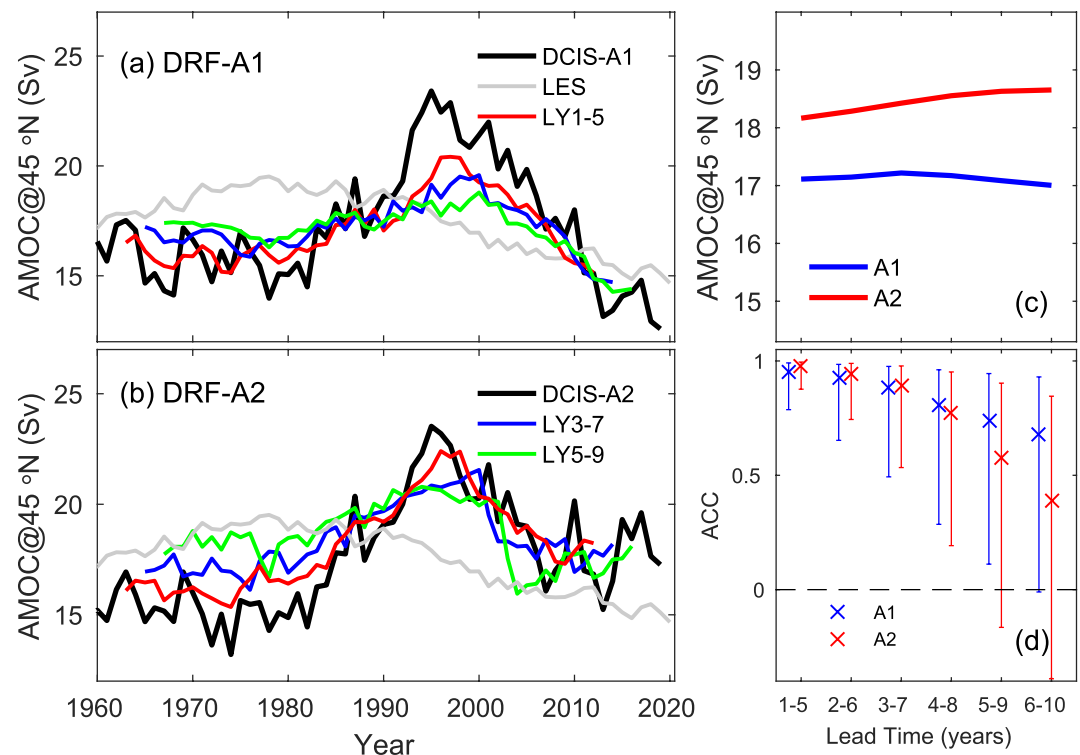 (a) DRF-A1
DCIS-A1
LES
LY1-5
AMOC@45 °N (Sv)
25
20
15
(b) DRF-A2
DCIS-A2
LY3-7
LY5-9
AMOC@45 °N (Sv)
25
20
15
1960 1970 1980 1990 2000 2010 2020
Year
AMOC@45 °N (Sv)
19
18
17
16
15
A1
A2
(c)
ACC
1
0.5
0
A1
A2
(d)
1-5 2-6 3-7 4-8 5-9 6-10
Lead Time (years)